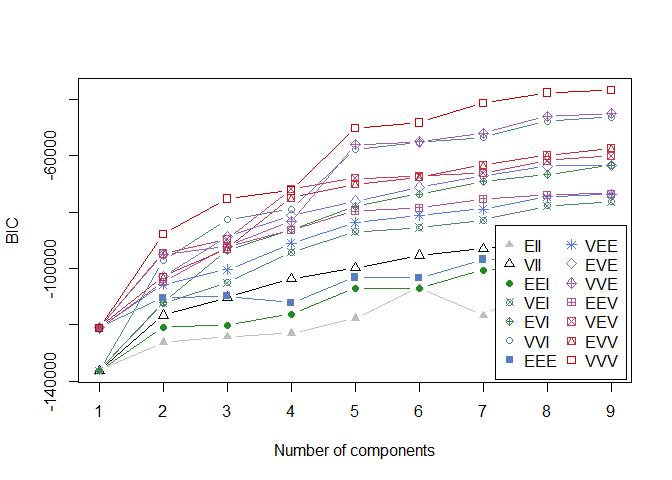 BIC
-60000
-100000
-140000
1 2 3 4 5 6 7 8 9
Number of components
EII VEE
VII EVE
EEI VVE
VEI EEV
EVI VEV
VVI EVV
EEE VVV